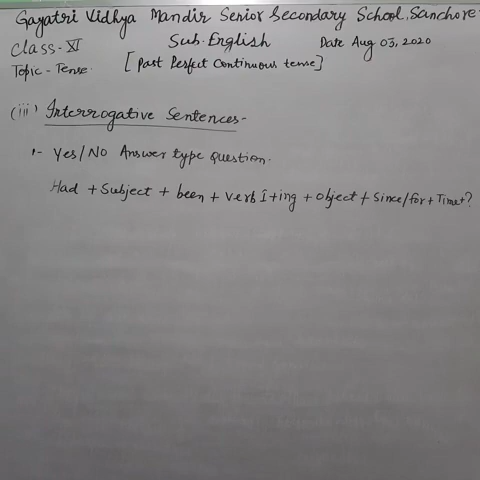 Gayatri Vidhya Mandir Senior Secondary School, Sanchore
Class - XI Sub. English Date Aug 03, 2020
Topic - Tense. [Past Perfect Continuous tense]
(iii) Interrogative Sentences -
1.- Yes/No Answer type question.
Had + Subject + been + verb I + ing + object + Since/for + Time + ?